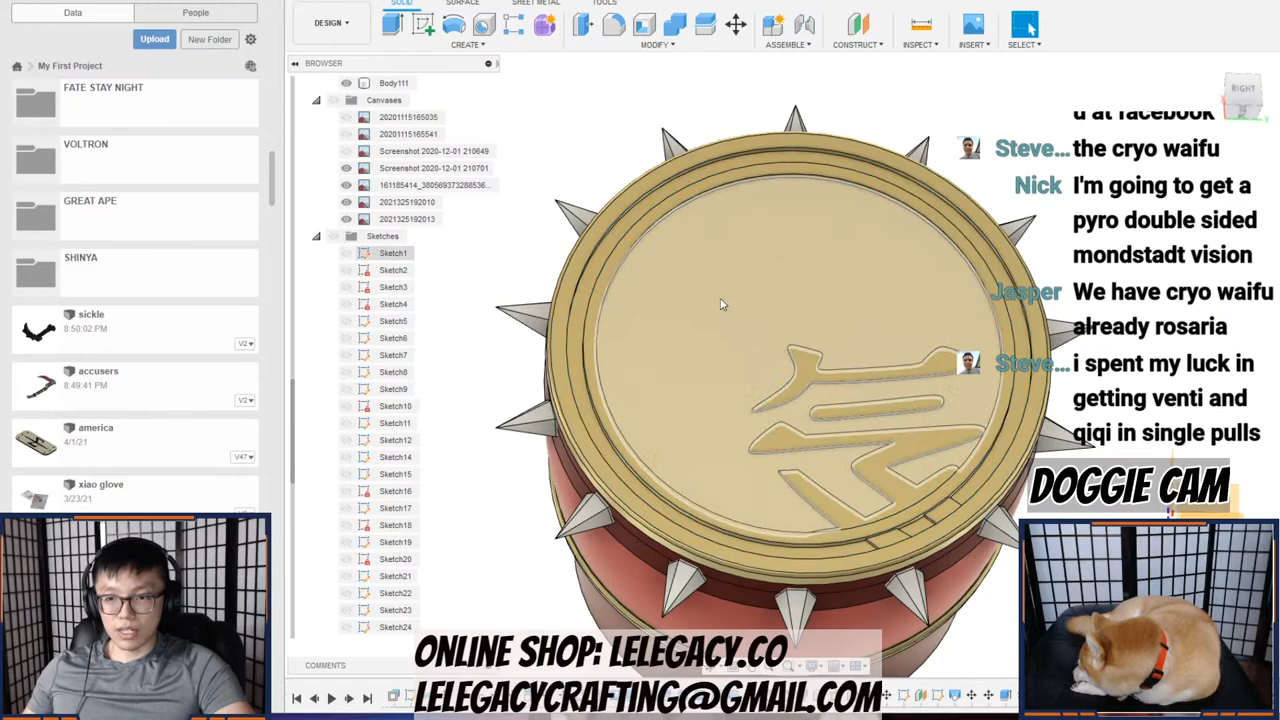 Data
People
Upload
New Folder
My First Project
FATE STAY NIGHT
VOLTRON
GREAT APE
SHINYA
sickle
8:50:02 PM
V2
accusers
8:49:41 PM
V2
america
4/1/21
V47
xiao glove
3/23/21
SOLID
SURFACE
SHEET METAL
TOOLS
DESIGN
CREATE
MODIFY
ASSEMBLE
CONSTRUCT
INSPECT
INSERT
SELECT
BROWSER
Body111
Canvases
20201115165035
20201115165541
Screenshot 2020-12-01 210649
Screenshot 2020-12-01 210701
161185414_380569373288536...
2021325192010
2021325192013
Sketches
Sketch1
Sketch2
Sketch3
Sketch4
Sketch5
Sketch6
Sketch7
Sketch8
Sketch9
Sketch10
Sketch11
Sketch12
Sketch14
Sketch15
Sketch16
Sketch17
Sketch18
Sketch19
Sketch20
Sketch21
Sketch22
Sketch23
Sketch24
COMMENTS
RIGHT
u at facebook
Steve... the cryo waifu
Nick I'm going to get a
pyro double sided
mondstadt vision
Jasper We have cryo waifu
already rosaria
Steve... i spent my luck in
getting venti and
qiqi in single pulls
DOGGIE CAM
ONLINE SHOP: LELEGACY.CO
LELEGACYCRAFTING@GMAIL.COM